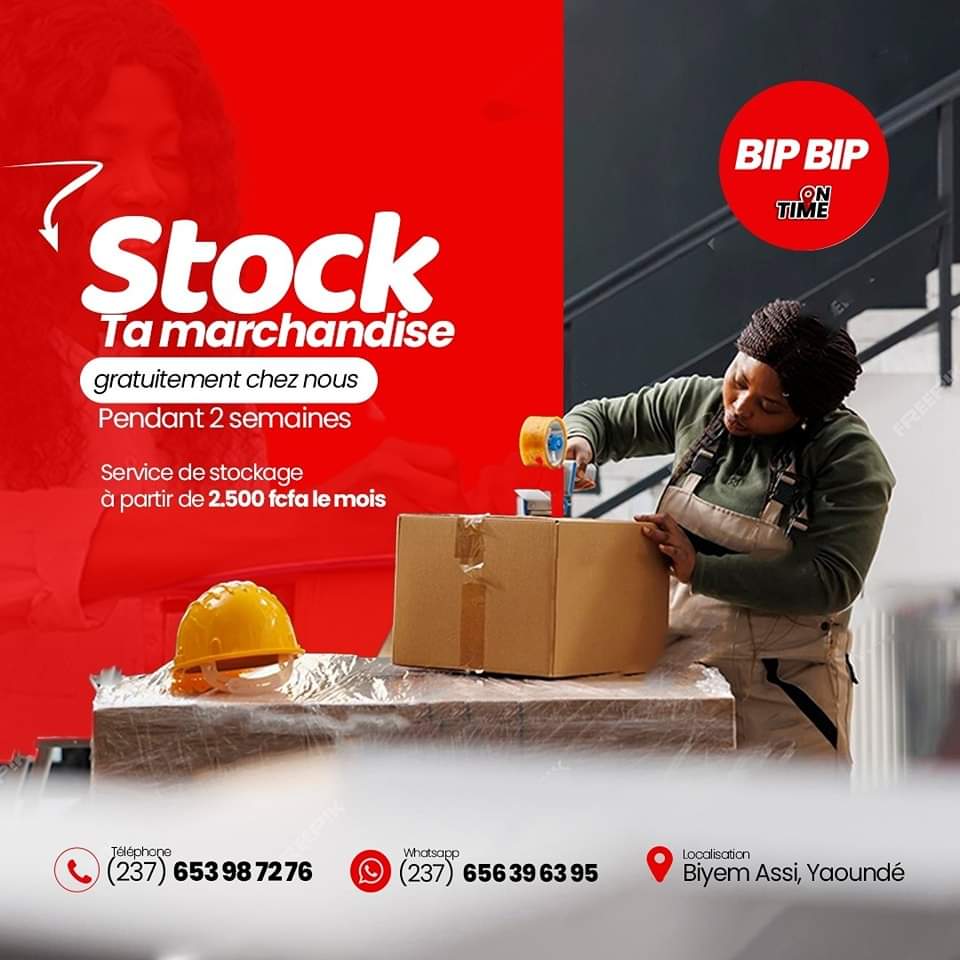 BIP BIP
ON
TIME
Stock
Ta marchandise
gratuitement chez nous
Pendant 2 semaines
Service de stockage
à partir de 2.500 fcfa le mois
Téléphone
(237) 653 98 72 76
Whatsapp
(237) 656 39 63 95
Localisation
Biyem Assi, Yaoundé
FREEPIK
FREEPIK